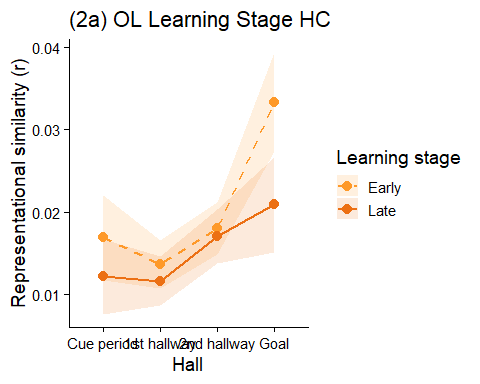 (2a) OL Learning Stage HC
Representational similarity (r)
0.04
0.03
0.02
0.01
Cue period 1st hallway 2nd hallway Goal
Hall
Learning stage
Early
Late